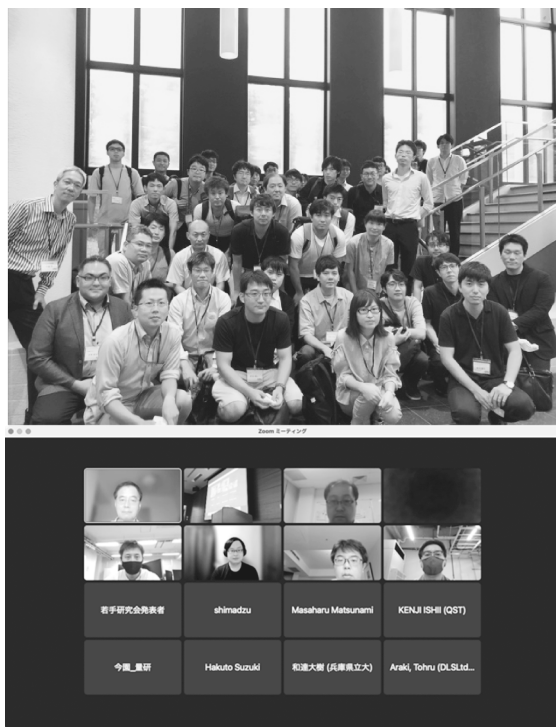 Zoom ミーティング
若手研究会発表者
shimadzu
Masaharu Matsunami
KENJI ISHII (QST)
今園_量研
Hakuto Suzuki
和達大樹 (兵庫県立大)
Araki, Tohru (DLSLtd...